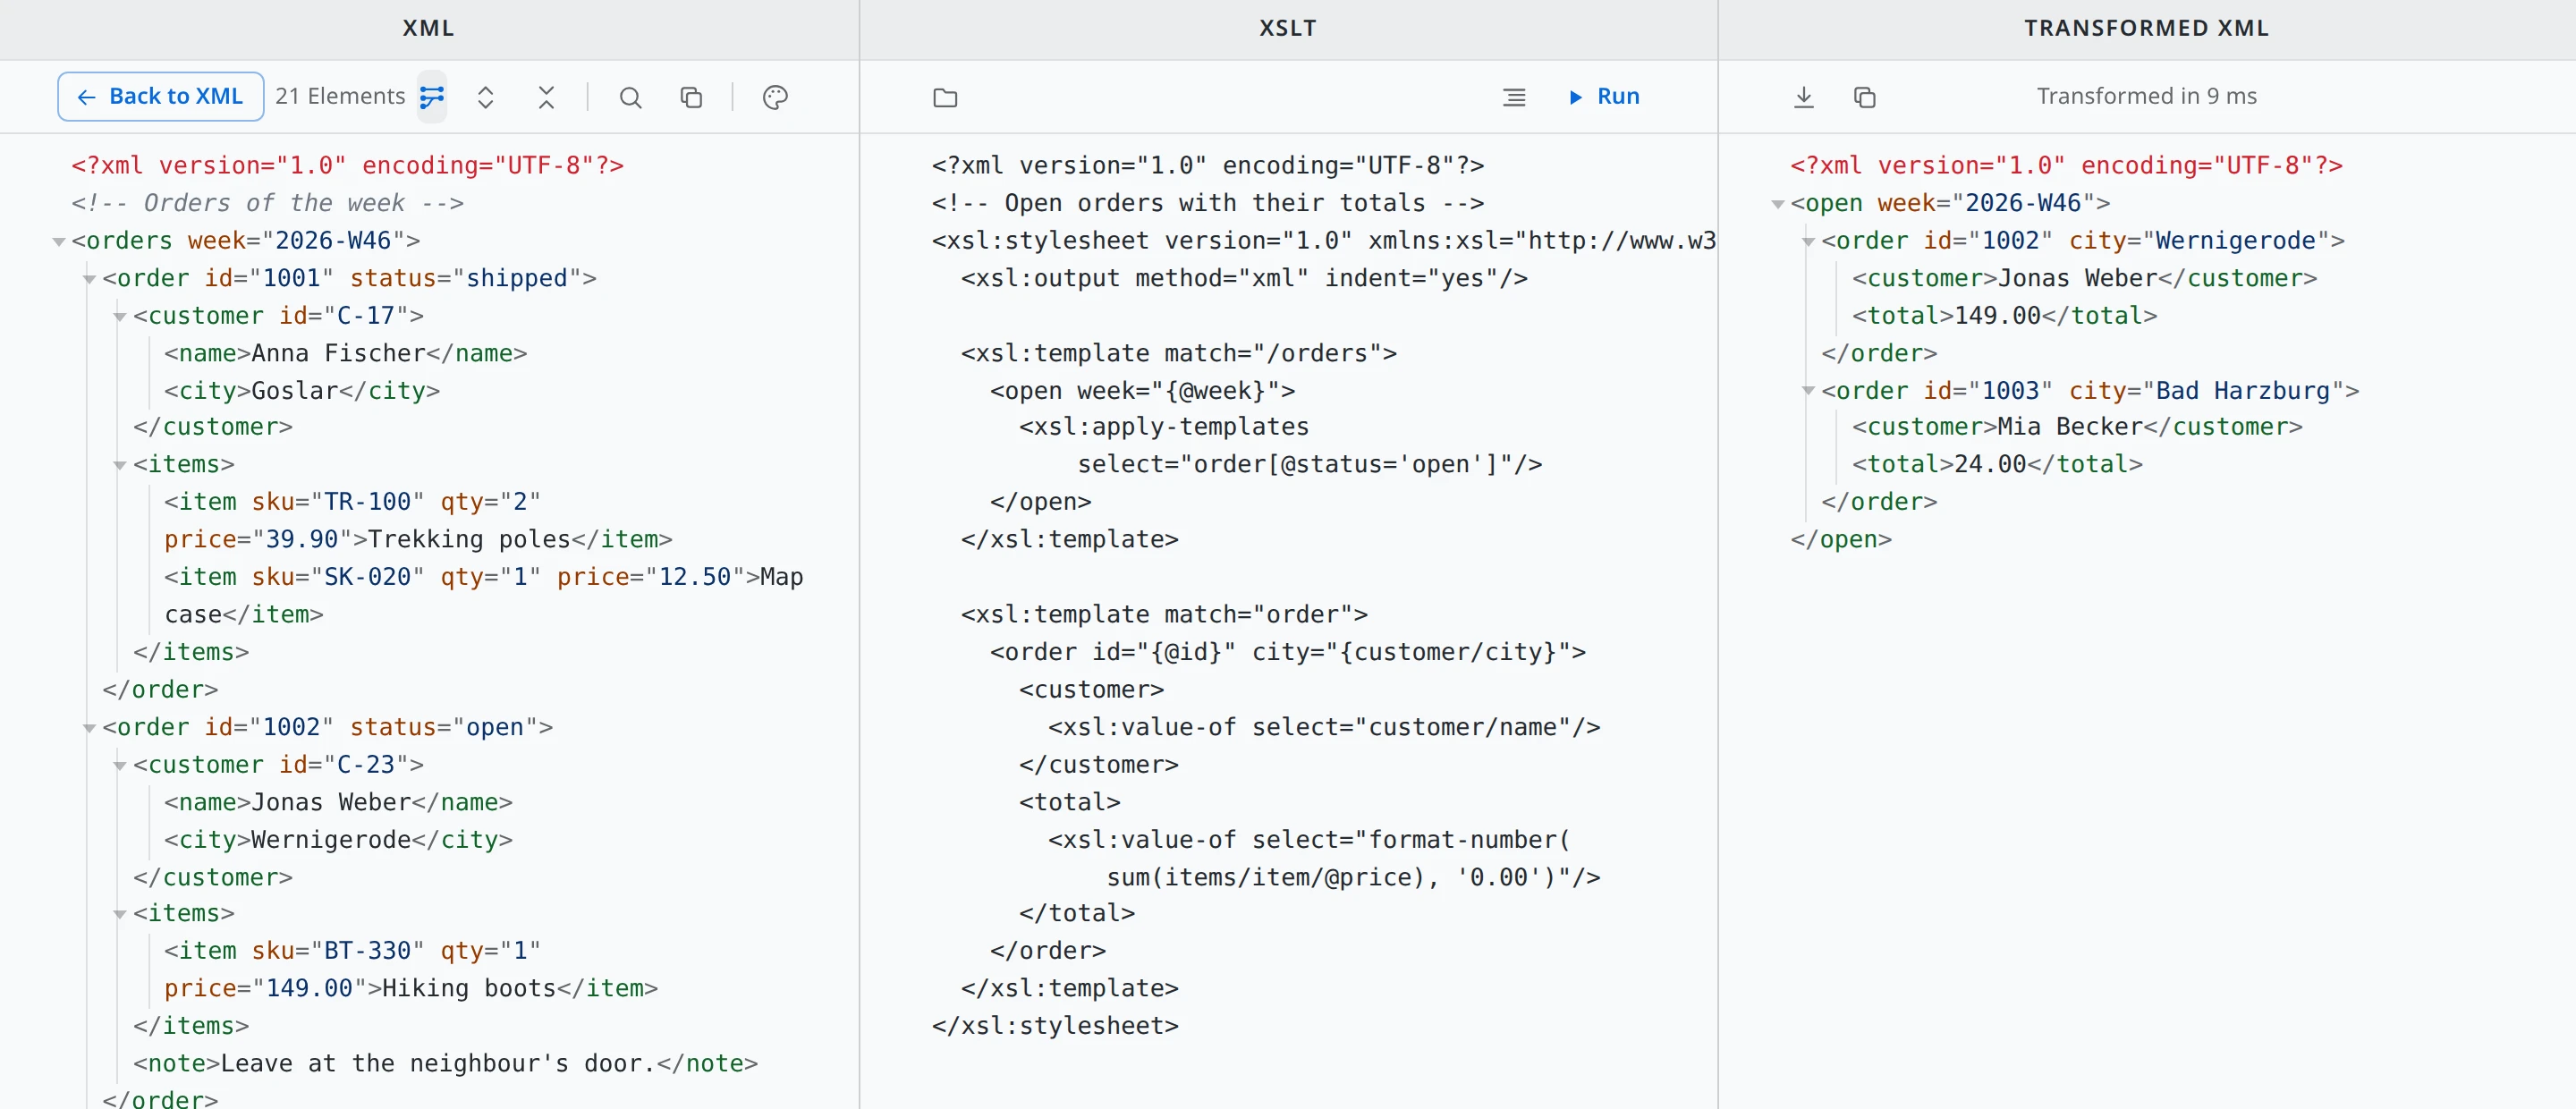 XML
Back to XML 21 Elements
<?xml version="1.0" encoding="UTF-8"?>
<!-- Orders of the week -->
<orders week="2026-W46">
<order id="1001" status="shipped">
<customer id="C-17">
<name>Anna Fischer</name>
<city>Goslar</city>
</customer>
<items>
<item sku="TR-100" qty="2"
price="39.90">Trekking poles</item>
<item sku="SK-020" qty="1" price="12.50">Map
case</item>
</items>
</order>
<order id="1002" status="open">
<customer id="C-23">
<name>Jonas Weber</name>
<city>Wernigerode</city>
</customer>
<items>
<item sku="BT-330" qty="1"
price="149.00">Hiking boots</item>
</items>
<note>Leave at the neighbour's door.</note>
</order>
XSLT
Run
<?xml version="1.0" encoding="UTF-8"?>
<!-- Open orders with their totals -->
<xsl:stylesheet version="1.0" xmlns:xsl="http://www.w3
<xsl:output method="xml" indent="yes"/>
<xsl:template match="/orders">
<open week="{@week}">
<xsl:apply-templates
select="order[@status='open']"/>
</open>
</xsl:template>
<xsl:template match="order">
<order id="{@id}" city="{customer/city}">
<customer>
<xsl:value-of select="customer/name"/>
</customer>
<total>
<xsl:value-of select="format-number(
sum(items/item/@price), '0.00')"/>
</total>
</order>
</xsl:template>
</xsl:stylesheet>
TRANSFORMED XML
Transformed in 9 ms
<?xml version="1.0" encoding="UTF-8"?>
<open week="2026-W46">
<order id="1002" city="Wernigerode">
<customer>Jonas Weber</customer>
<total>149.00</total>
</order>
<order id="1003" city="Bad Harzburg">
<customer>Mia Becker</customer>
<total>24.00</total>
</order>
</open>